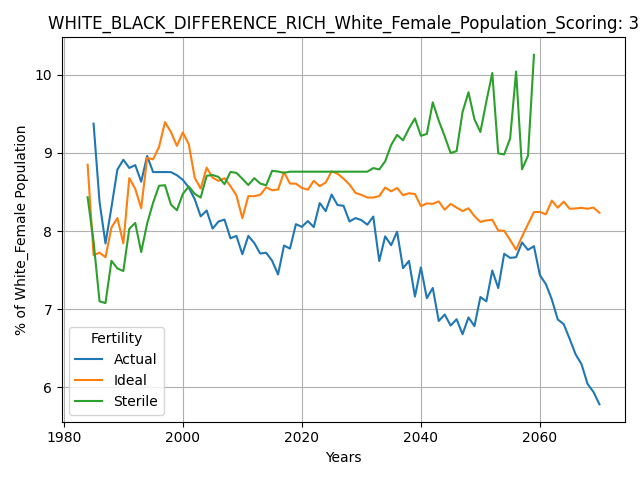 WHITE_BLACK_DIFFERENCE_RICH_White_Female_Population_Scoring: 3
% of White_Female Population
10
9
8
7
6
Fertility
Actual
Ideal
Sterile
1980 2000 2020 2040 2060
Years